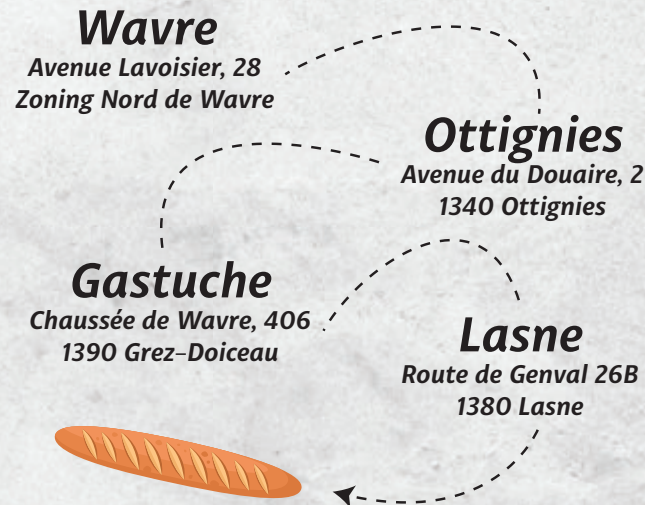 Wavre
Avenue Lavoisier, 28
Zoning Nord de Wavre
Ottignies
Avenue du Douaire, 2
1340 Ottignies
Gastuche
Chaussée de Wavre, 406
1390 Grez-Doiceau
Lasne
Route de Genval 26B
1380 Lasne